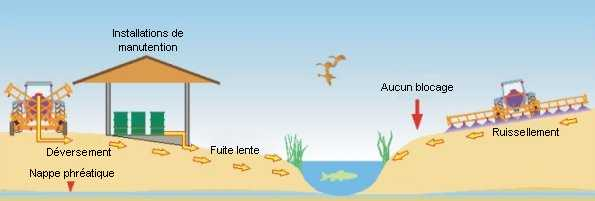 Installations de
manutention
Aucun blocage
Ruissellement
Déversement
Fuite lente
Nappe phréatique